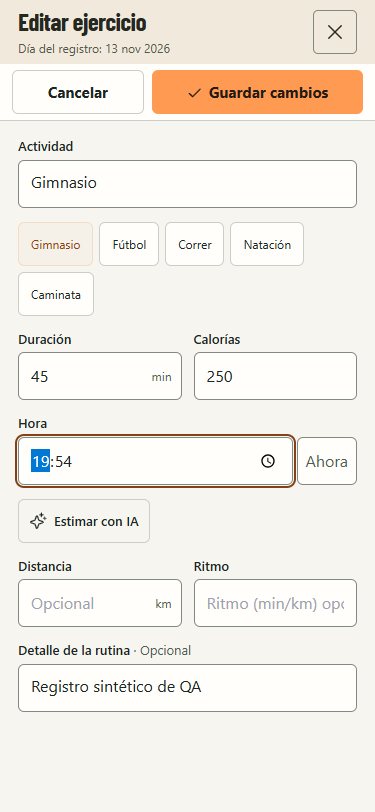 Editar ejercicio
Día del registro: 13 nov 2026
Cancelar
Guardar cambios
Actividad
Gimnasio
Gimnasio Fútbol Correr Natación
Caminata
Duración Calorías
45 min 250
Hora
19:54 Ahora
Estimar con IA
Distancia Ritmo
Opcional km Ritmo (min/km) opc
Detalle de la rutina · Opcional
Registro sintético de QA